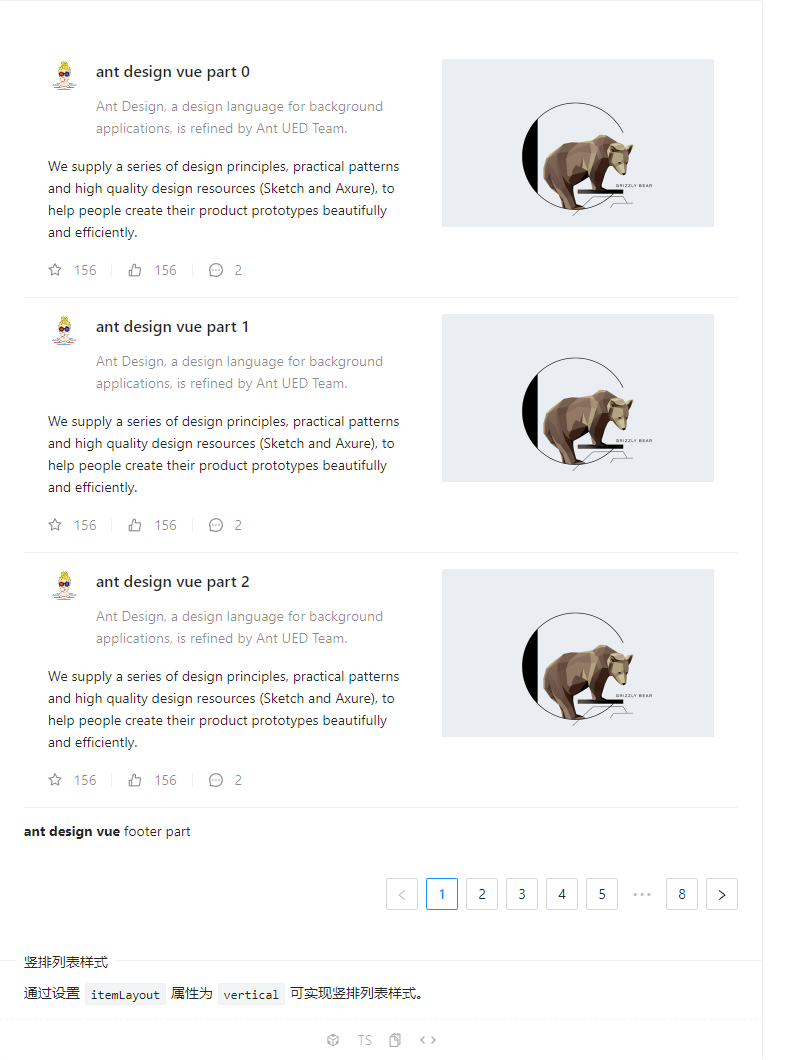 ant design vue part 0
Ant Design, a design language for background
applications, is refined by Ant UED Team.
We supply a series of design principles, practical patterns
and high quality design resources (Sketch and Axure), to
help people create their product prototypes beautifully
and efficiently.
156 156 2
GRIZZLY BEAR
ant design vue part 1
Ant Design, a design language for background
applications, is refined by Ant UED Team.
We supply a series of design principles, practical patterns
and high quality design resources (Sketch and Axure), to
help people create their product prototypes beautifully
and efficiently.
156 156 2
GRIZZLY BEAR
ant design vue part 2
Ant Design, a design language for background
applications, is refined by Ant UED Team.
We supply a series of design principles, practical patterns
and high quality design resources (Sketch and Axure), to
help people create their product prototypes beautifully
and efficiently.
156 156 2
GRIZZLY BEAR
ant design vue footer part
< 1 2 3 4 5 ••• 8 >
竖排列表样式
通过设置 itemLayout 属性为 vertical 可实现竖排列表样式。
TS <>